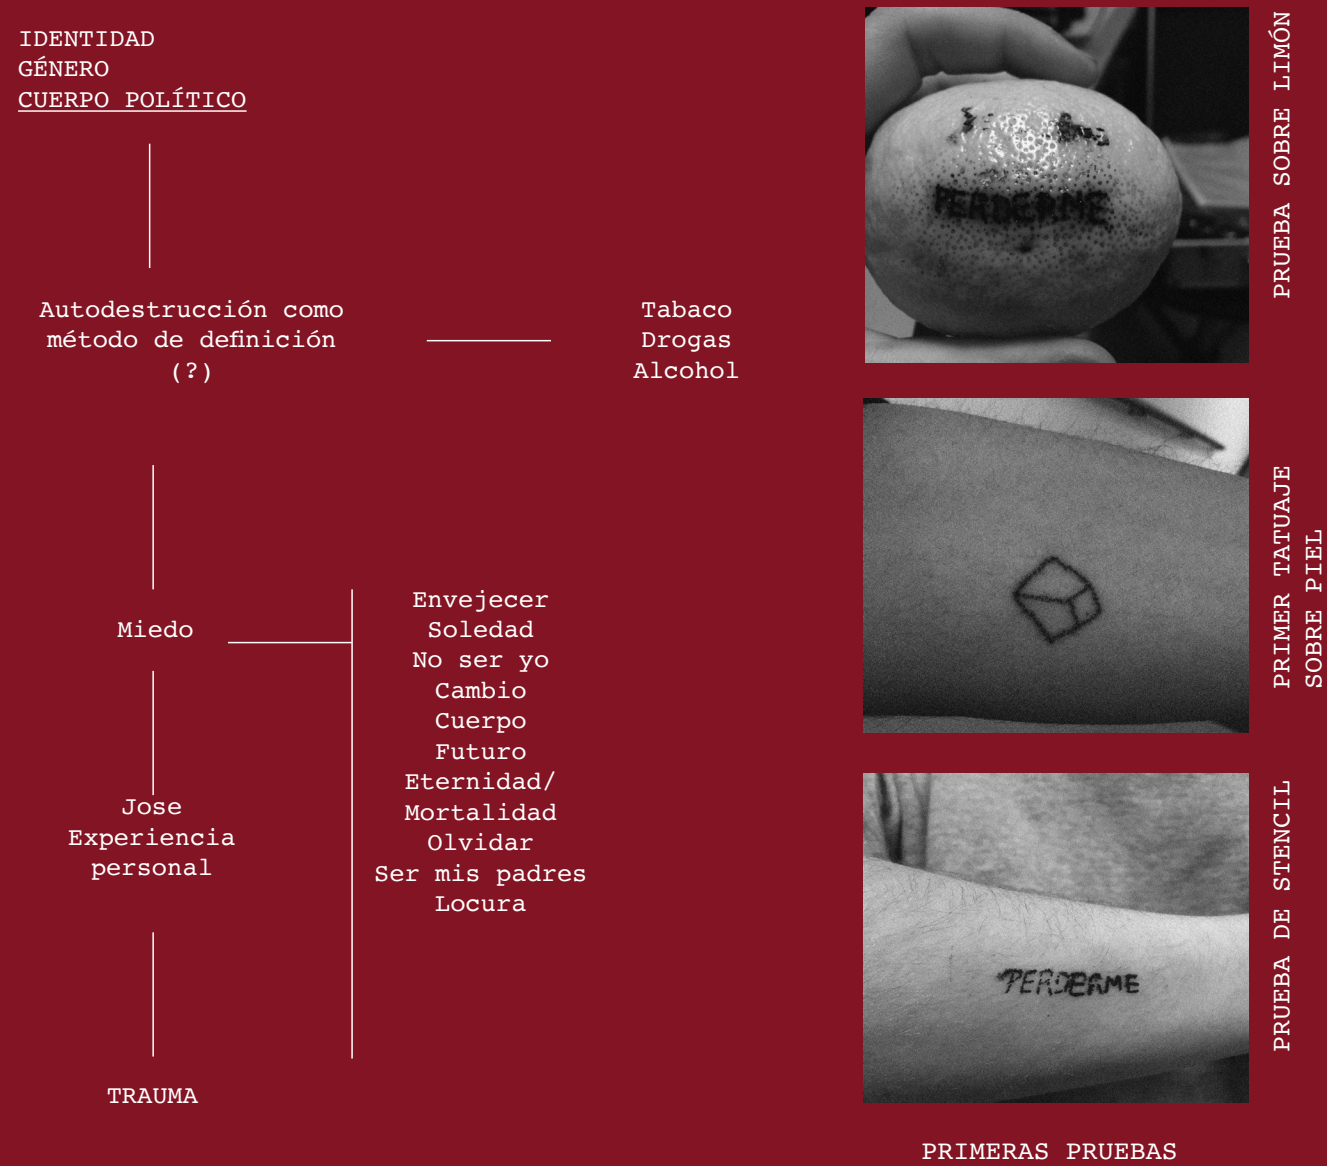 IDENTIDAD
GÉNERO
CUERPO POLÍTICO
Autodestrucción como
método de definición
(?)
Tabaco
Drogas
Alcohol
Miedo
Envejecer
Soledad
No ser yo
Cambio
Cuerpo
Futuro
Eternidad/
Mortalidad
Olvidar
Ser mis padres
Locura
Jose
Experiencia
personal
TRAUMA
PERDERME
PRUEBA SOBRE LIMÓN
PRIMER TATUAJE
SOBRE PIEL
PERDERME
PRUEBA DE STENCIL
PRIMERAS PRUEBAS